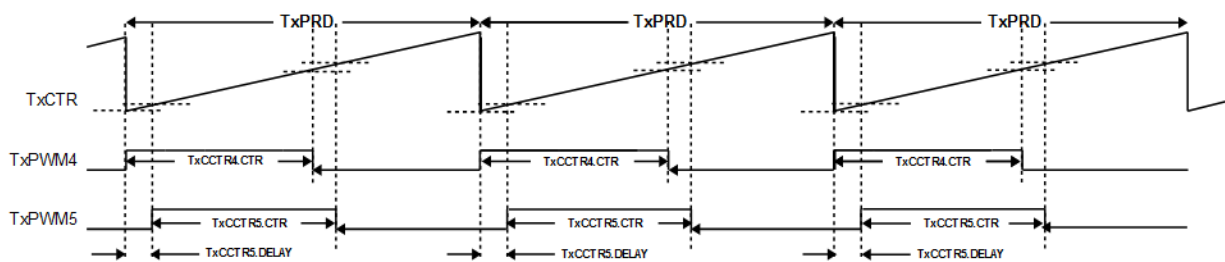 TxPRD TxPRD TxPRD
TxCTR
TxPWM4 TxCCTR4.CTR TxCCTR4.CTR TxCCTR4.CTR
TxPWM5 TxCCTR5.CTR TxCCTR5.CTR TxCCTR5.CTR
TxCCTR5.DELAY TxCCTR5.DELAY TxCCTR5.DELAY